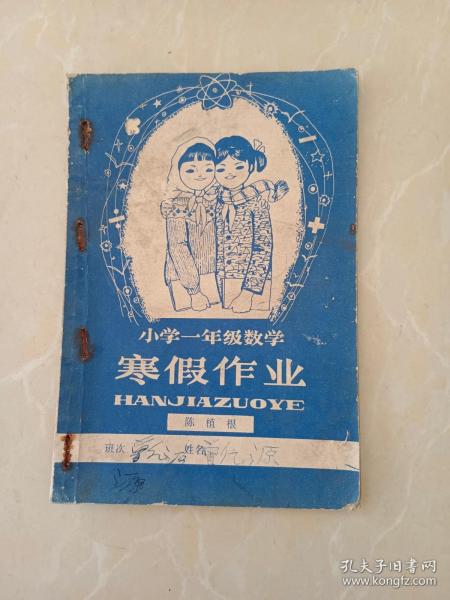 小学一年级数学
寒假作业
HANJIAZUOYE
陈植根
班次 姓名
孔夫子旧书网
www.kongfz.com